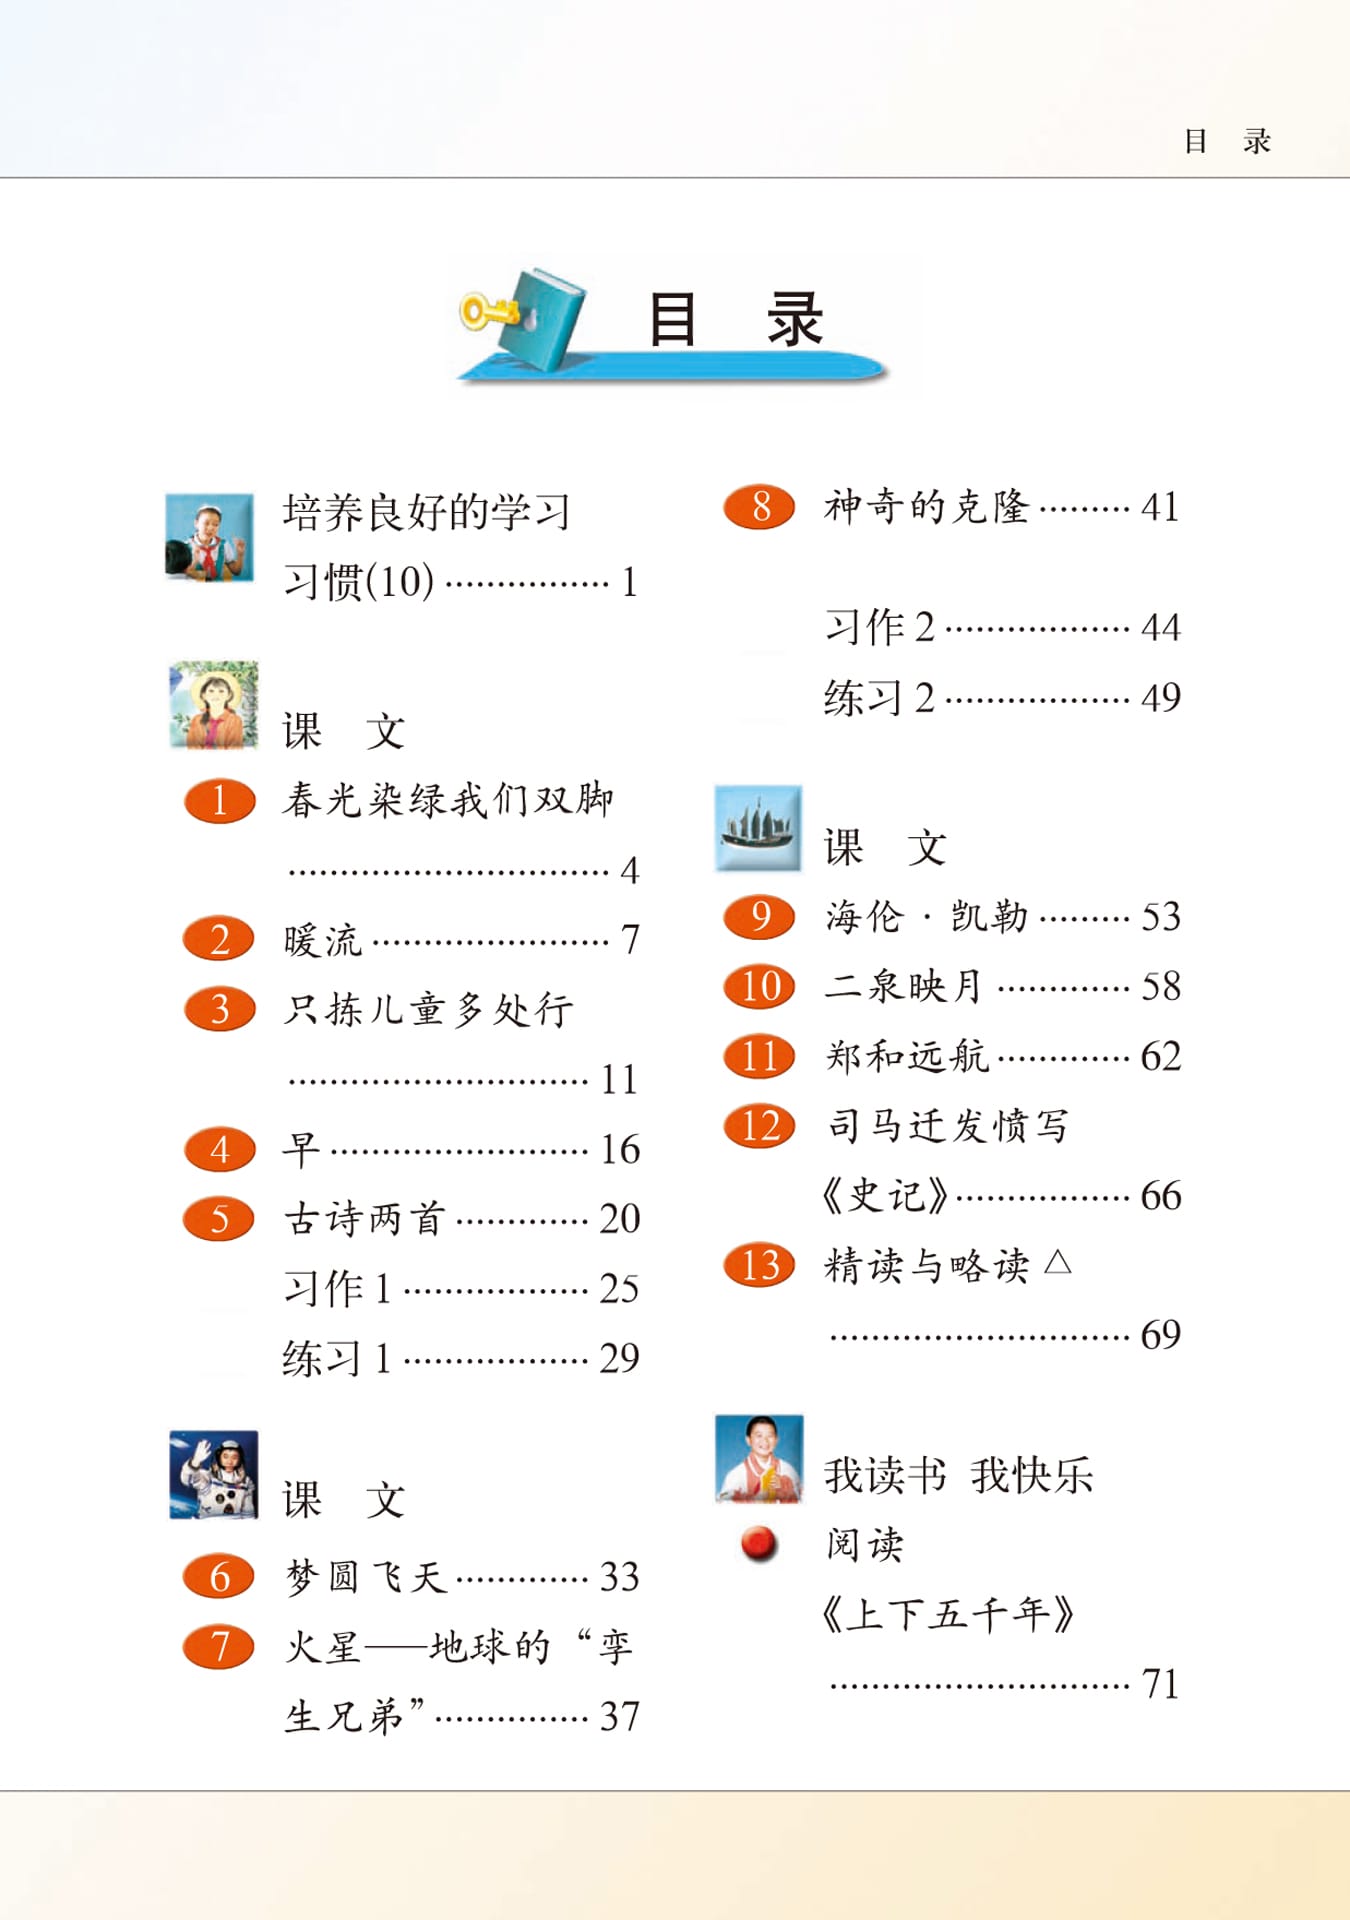 目 录
目 录
培养良好的学习
习惯(10) ················ 1
课 文
1 春光染绿我们双脚
······························· 4
2 暖流 ······················· 7
3 只拣儿童多处行
····························· 11
4 早 ························· 16
5 古诗两首 ············· 20
习作 1 ·················· 25
练习 1 ·················· 29
课 文
6 梦圆飞天 ············· 33
7 火星——地球的“孪
生兄弟” ··············· 37
8 神奇的克隆 ········· 41
习作 2 ·················· 44
练习 2 ·················· 49
课 文
9 海伦·凯勒 ········· 53
10 二泉映月 ············· 58
11 郑和远航 ············· 62
12 司马迁发愤写
《史记》 ················· 66
13 精读与略读 △
····························· 69
我读书 我快乐
阅读
《上下五千年》
····························· 71